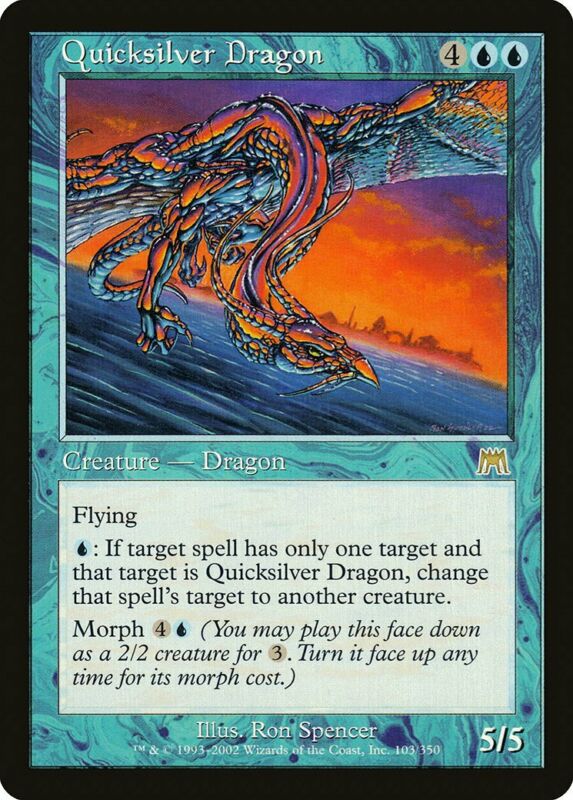 Quicksilver Dragon 4
Creature — Dragon
Flying
: If target spell has only one target and
that target is Quicksilver Dragon, change
that spell's target to another creature.
Morph 4 (You may play this face down
as a 2/2 creature for 3. Turn it face up any
time for its morph cost.)
Illus. Ron Spencer
™ & © 1993-2002 Wizards of the Coast, Inc. 103/350
5/5